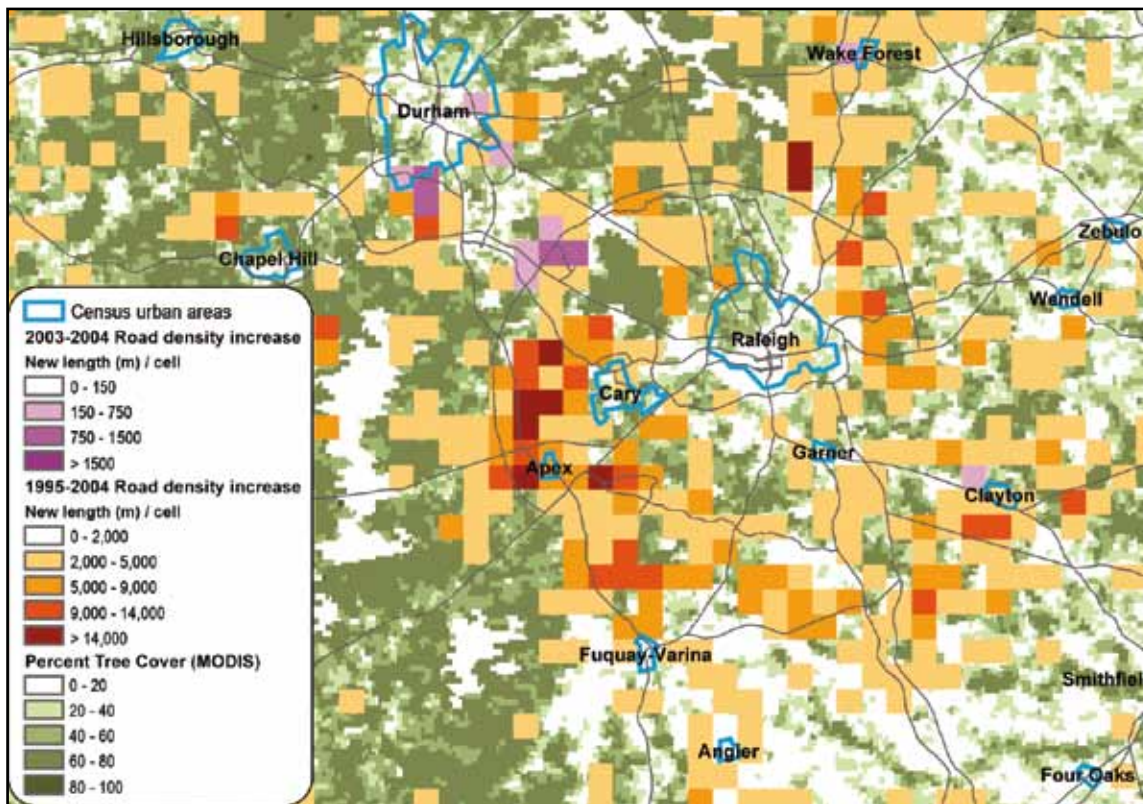 Hillsborough
Wake Forest
Durham
Chapel Hill
Zebulo
Wendell
Raleigh
Cary
Apex
Garner
Clayton
Fuquay-Varina
Smithfiel
Angier
Four Oaks
Census urban areas
2003-2004 Road density increase
New length (m) / cell
0 - 150
150 - 750
750 - 1500
> 1500
1995-2004 Road density increase
New length (m) / cell
0 - 2,000
2,000 - 5,000
5,000 - 9,000
9,000 - 14,000
> 14,000
Percent Tree Cover (MODIS)
0 - 20
20 - 40
40 - 60
60 - 80
80 - 100